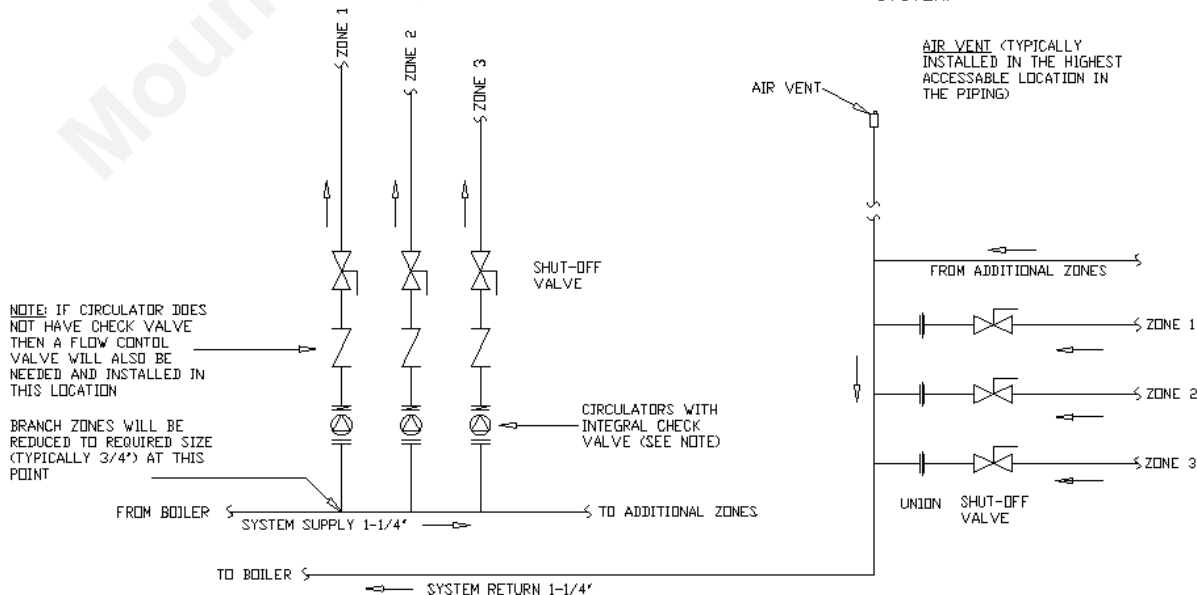 SYSTEM.
Moun
ZONE 1
ZONE 2
ZONE 3
AIR VENT (TYPICALLY
INSTALLED IN THE HIGHEST
ACCESSABLE LOCATION IN
THE PIPING)
AIR VENT
SHUT-OFF
VALVE
FROM ADDITIONAL ZONES
NOTE: IF CIRCULATOR DOES
NOT HAVE CHECK VALVE
THEN A FLOW CONTOL
VALVE WILL ALSO BE
NEEDED AND INSTALLED IN
THIS LOCATION
ZONE 1
ZONE 2
ZONE 3
CIRCULATORS WITH
INTEGRAL CHECK
VALVE (SEE NOTE)
BRANCH ZONES WILL BE
REDUCED TO REQUIRED SIZE
(TYPICALLY 3/4") AT THIS
POINT
UNION
SHUT-OFF
VALVE
FROM BOILER
SYSTEM SUPPLY 1-1/4"
TO ADDITIONAL ZONES
TO BOILER
SYSTEM RETURN 1-1/4"